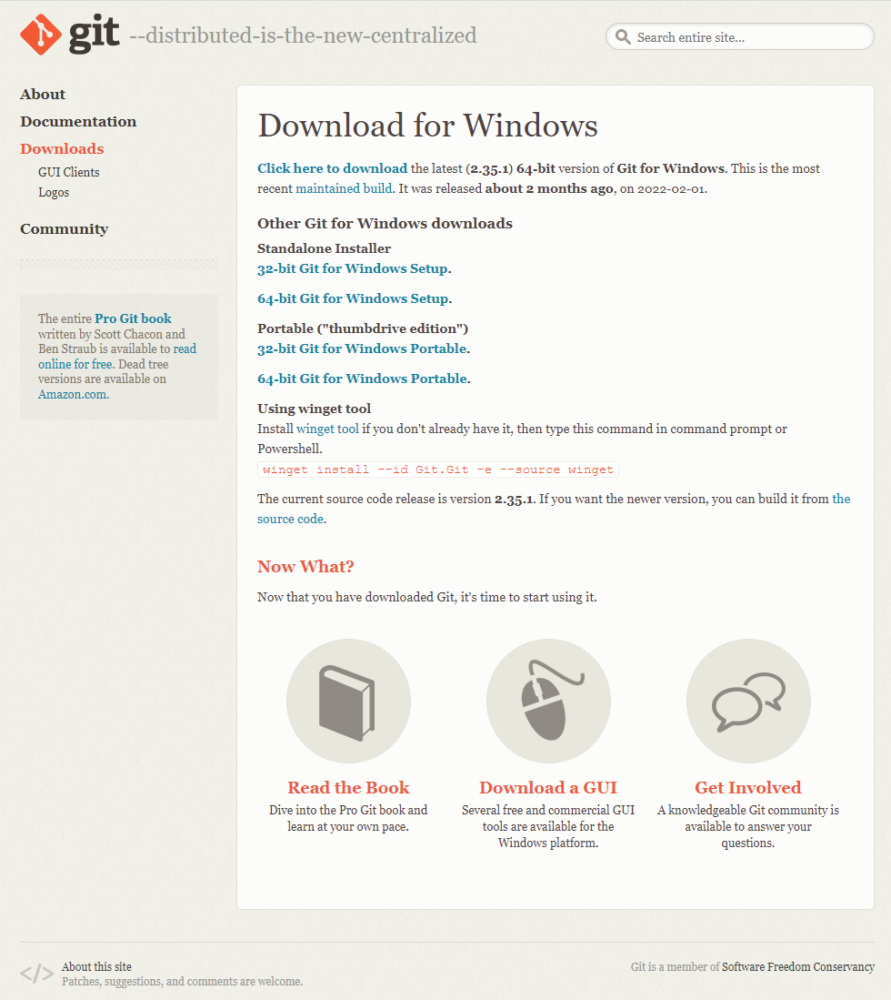 git --distributed-is-the-new-centralized
Search entire site...
About
Documentation
Downloads
GUI Clients
Logos
Community
The entire Pro Git book
written by Scott Chacon and
Ben Straub is available to read
online for free. Dead tree
versions are available on
Amazon.com.
Download for Windows
Click here to download the latest (2.35.1) 64-bit version of Git for Windows. This is the most
recent maintained build. It was released about 2 months ago, on 2022-02-01.
Other Git for Windows downloads
Standalone Installer
32-bit Git for Windows Setup.
64-bit Git for Windows Setup.
Portable ("thumbdrive edition")
32-bit Git for Windows Portable.
64-bit Git for Windows Portable.
Using winget tool
Install winget tool if you don't already have it, then type this command in command prompt or
Powershell.
winget install --id Git.Git -e --source winget
The current source code release is version 2.35.1. If you want the newer version, you can build it from the
source code.
Now What?
Now that you have downloaded Git, it's time to start using it.
Read the Book
Dive into the Pro Git book and
learn at your own pace.
Download a GUI
Several free and commercial GUI
tools are available for the
Windows platform.
Get Involved
A knowledgeable Git community is
available to answer your
questions.
</> About this site
Patches, suggestions, and comments are welcome.
Git is a member of Software Freedom Conservancy